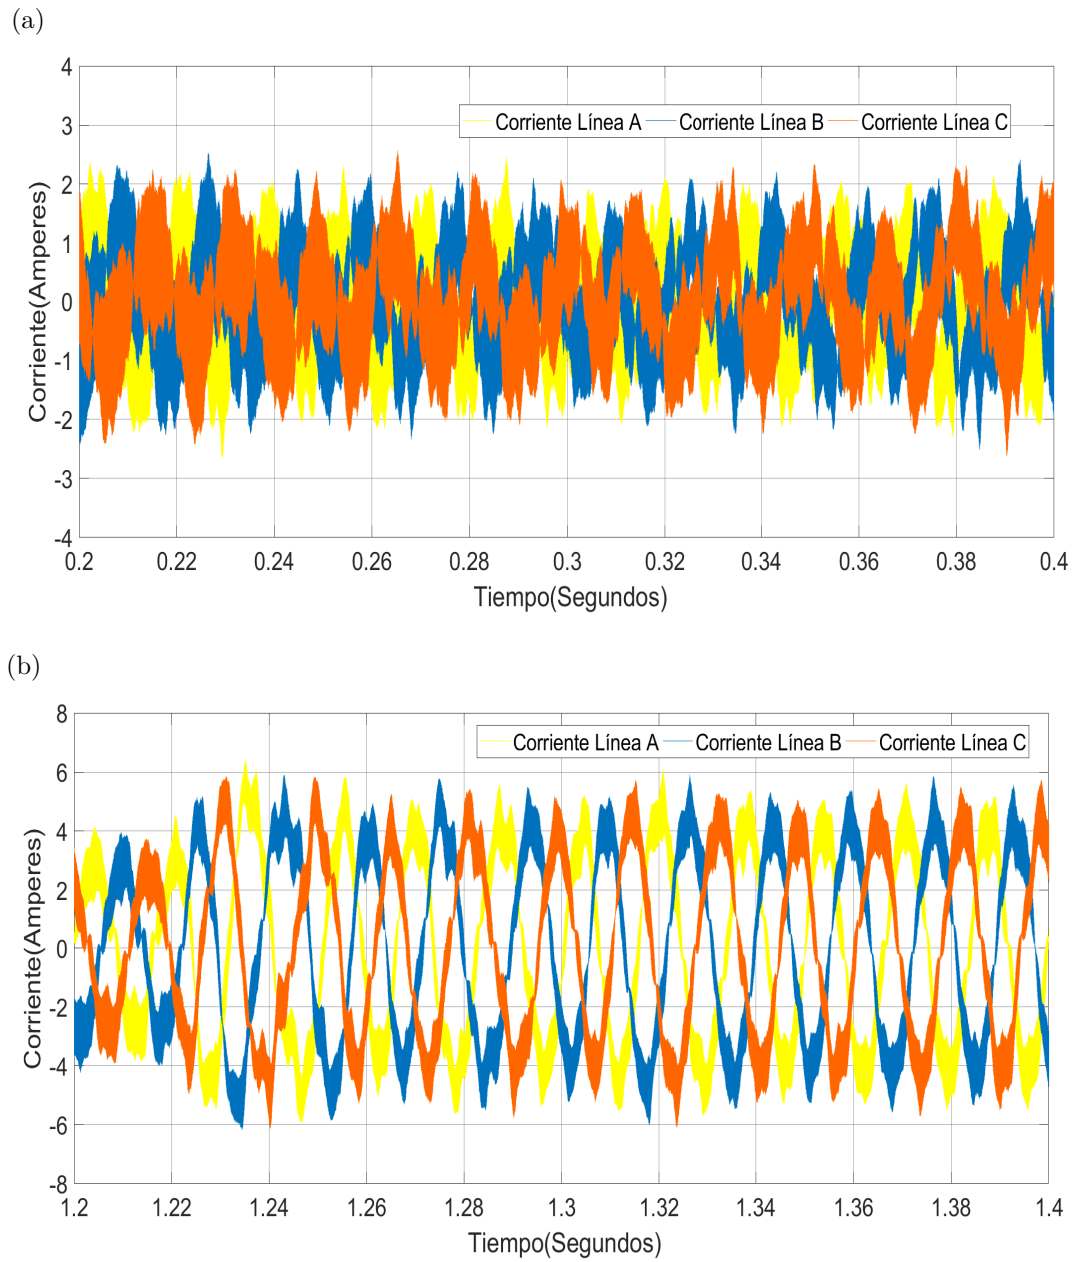 (a)
4
3
2
1
0
-1
-2
-3
-4
Corriente(Amperes)
Corriente Línea A Corriente Línea B Corriente Línea C
0.2 0.22 0.24 0.26 0.28 0.3 0.32 0.34 0.36 0.38 0.4
Tiempo(Segundos)
(b)
8
6
4
2
0
-2
-4
-6
-8
Corriente(Amperes)
Corriente Línea A Corriente Línea B Corriente Línea C
1.2 1.22 1.24 1.26 1.28 1.3 1.32 1.34 1.36 1.38 1.4
Tiempo(Segundos)